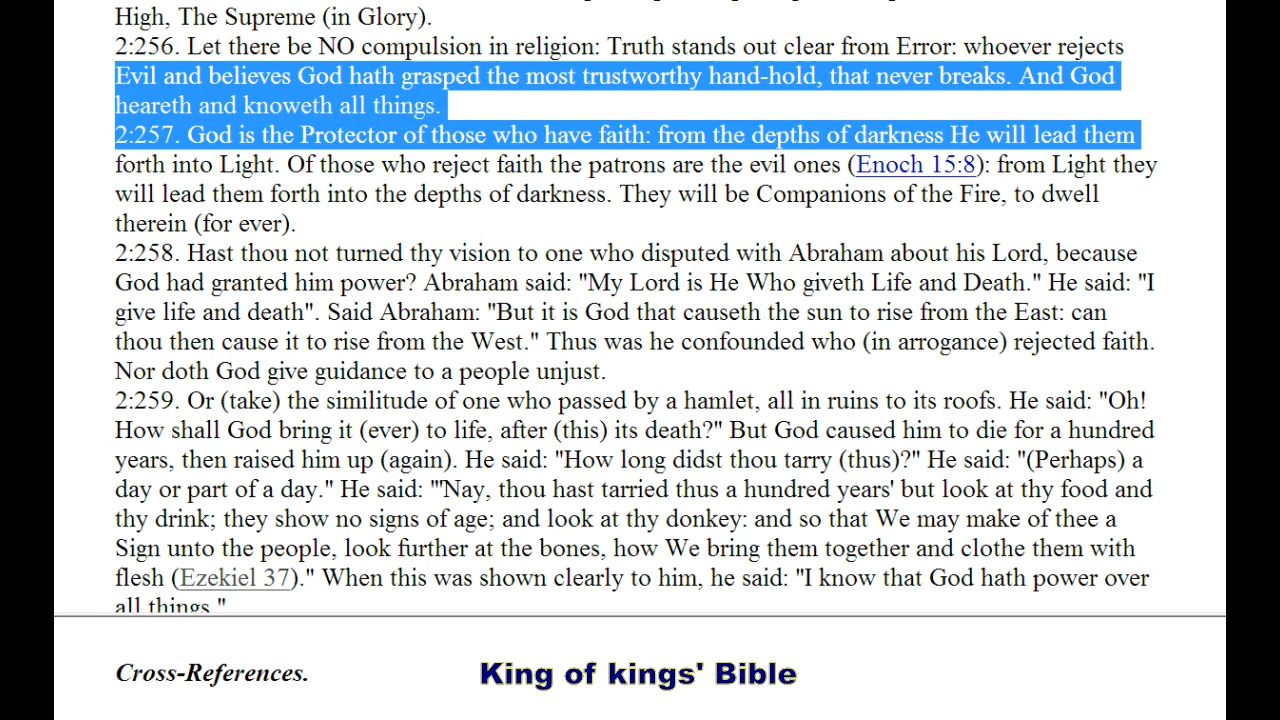 High, The Supreme (in Glory).
2:256. Let there be NO compulsion in religion: Truth stands out clear from Error: whoever rejects
Evil and believes God hath grasped the most trustworthy hand-hold, that never breaks. And God
heareth and knoweth all things.
2:257. God is the Protector of those who have faith: from the depths of darkness He will lead them
forth into Light. Of those who reject faith the patrons are the evil ones (Enoch 15:8): from Light they
will lead them forth into the depths of darkness. They will be Companions of the Fire, to dwell
therein (for ever).
2:258. Hast thou not turned thy vision to one who disputed with Abraham about his Lord, because
God had granted him power? Abraham said: "My Lord is He Who giveth Life and Death." He said: "I
give life and death". Said Abraham: "But it is God that causeth the sun to rise from the East: can
thou then cause it to rise from the West." Thus was he confounded who (in arrogance) rejected faith.
Nor doth God give guidance to a people unjust.
2:259. Or (take) the similitude of one who passed by a hamlet, all in ruins to its roofs. He said: "Oh!
How shall God bring it (ever) to life, after (this) its death?" But God caused him to die for a hundred
years, then raised him up (again). He said: "How long didst thou tarry (thus)?" He said: "(Perhaps) a
day or part of a day." He said: "'Nay, thou hast tarried thus a hundred years' but look at thy food and
thy drink; they show no signs of age; and look at thy donkey: and so that We may make of thee a
Sign unto the people, look further at the bones, how We bring them together and clothe them with
flesh (Ezekiel 37)." When this was shown clearly to him, he said: "I know that God hath power over
all things."
Cross-References.
King of kings' Bible